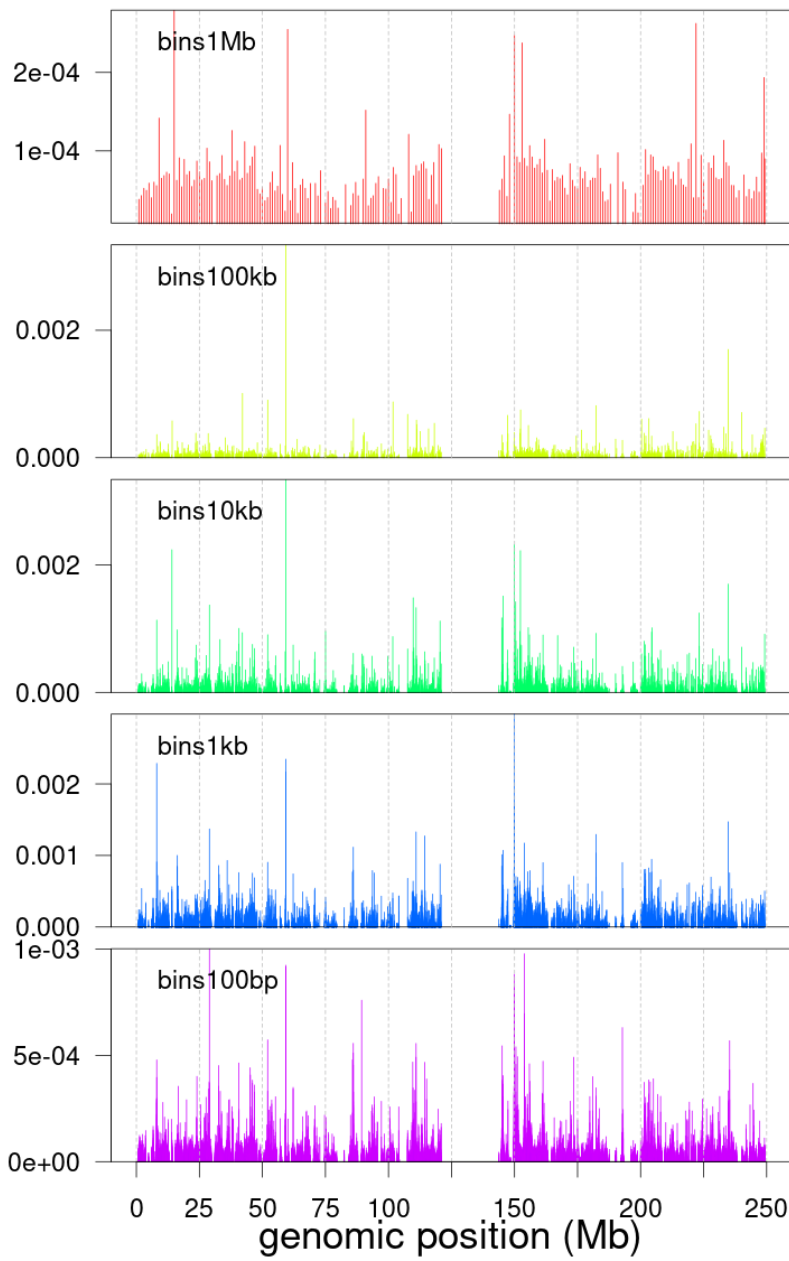 bins1Mb
2e-04
1e-04
bins100kb
0.002
0.000
bins10kb
0.002
0.000
bins1kb
0.002
0.001
0.000
bins100bp
1e-03
5e-04
0e+00
0 25 50 75 100 150 200 250
genomic position (Mb)